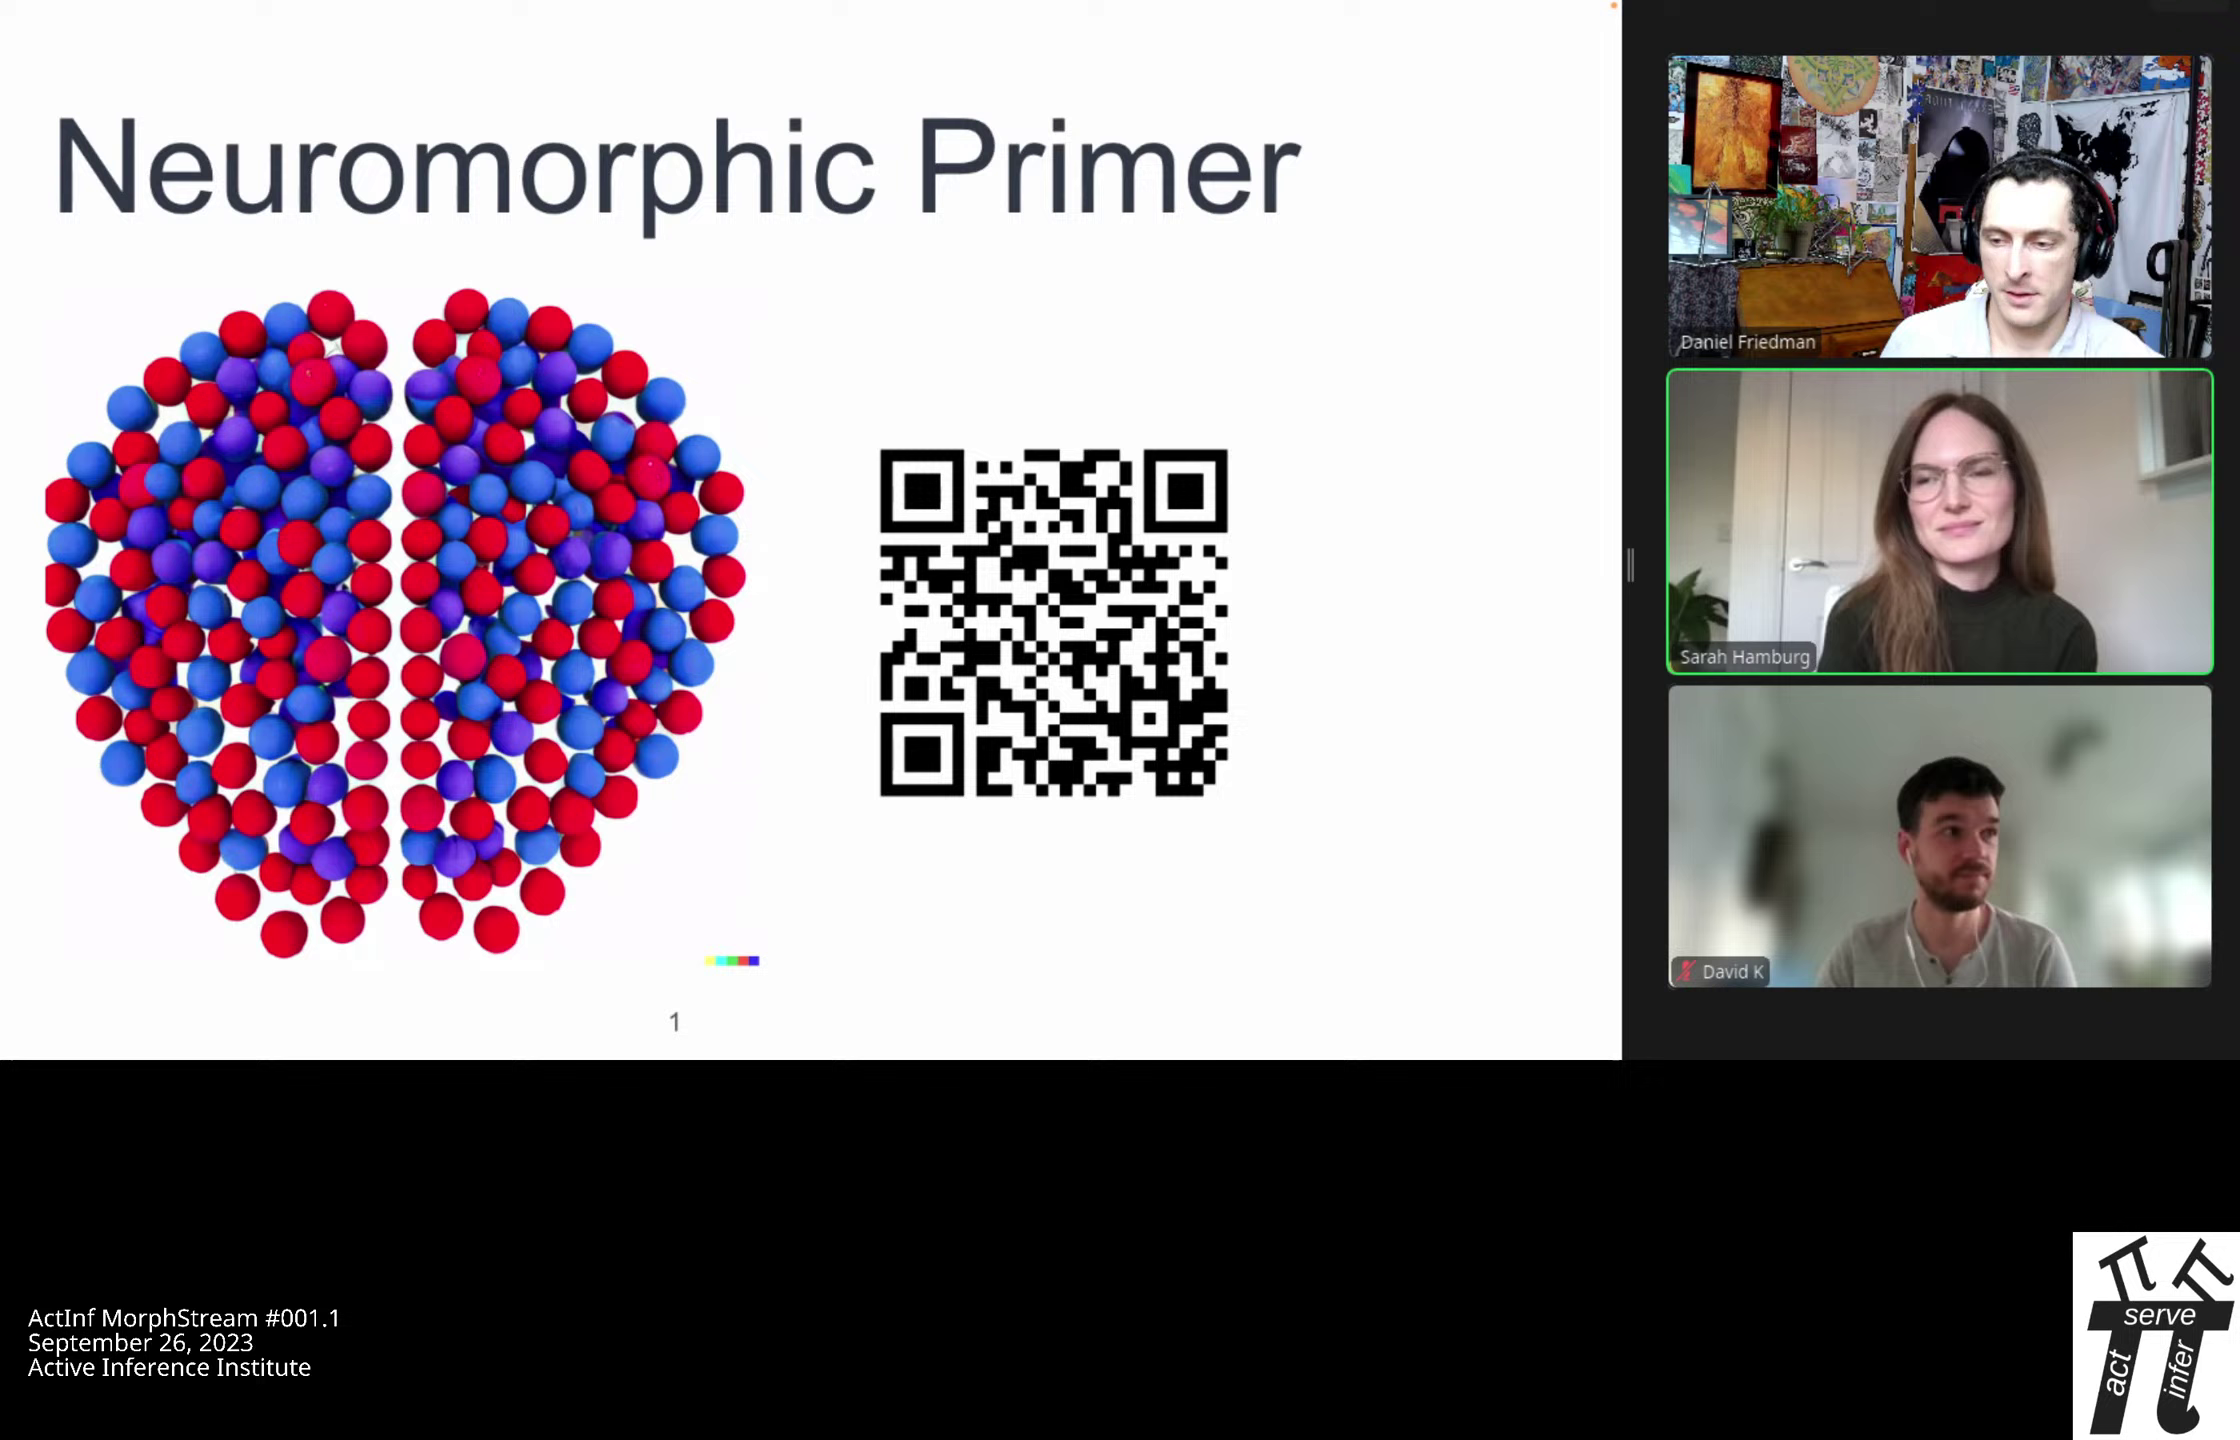 Neuromorphic Primer
1
Daniel Friedman
Sarah Hamburg
David K
ActInf MorphStream #001.1
September 26, 2023
Active Inference Institute
serve
act
infer